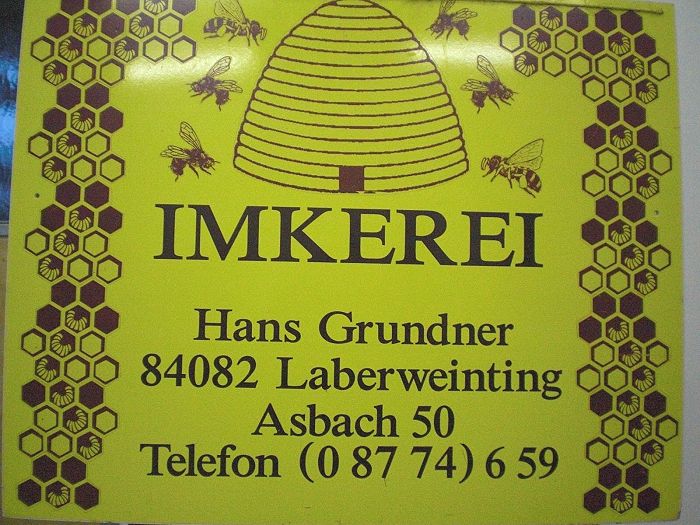 IMKEREI
Hans Grundner
84082 Laberweinting
Asbach 50
Telefon (0 87 74) 6 59